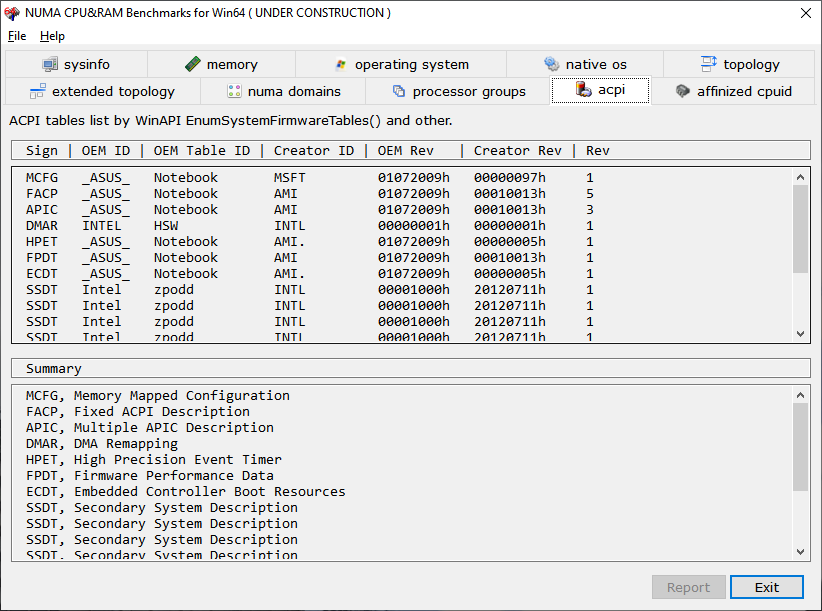 NUMA CPU&RAM Benchmarks for Win64 ( UNDER CONSTRUCTION )
File Help
sysinfo memory operating system native os topology
extended topology numa domains processor groups acpi affinized cpuid
ACPI tables list by WinAPI EnumSystemFirmwareTables() and other.
Sign | OEM ID | OEM Table ID | Creator ID | OEM Rev | Creator Rev | Rev
MCFG _ASUS_ Notebook MSFT 01072009h 00000097h 1
FACP _ASUS_ Notebook AMI 01072009h 00010013h 5
APIC _ASUS_ Notebook AMI 01072009h 00010013h 3
DMAR INTEL HSW INTL 00000001h 00000001h 1
HPET _ASUS_ Notebook AMI. 01072009h 00000005h 1
FPDT _ASUS_ Notebook AMI 01072009h 00010013h 1
ECDT _ASUS_ Notebook AMI. 01072009h 00000005h 1
SSDT Intel zpodd INTL 00001000h 20120711h 1
SSDT Intel zpodd INTL 00001000h 20120711h 1
SSDT Intel zpodd INTL 00001000h 20120711h 1
SSDT Intel zpodd INTL 00001000h 20120711h 1
Summary
MCFG, Memory Mapped Configuration
FACP, Fixed ACPI Description
APIC, Multiple APIC Description
DMAR, DMA Remapping
HPET, High Precision Event Timer
FPDT, Firmware Performance Data
ECDT, Embedded Controller Boot Resources
SSDT, Secondary System Description
SSDT, Secondary System Description
SSDT, Secondary System Description
SSDT, Secondary System Description
Report Exit